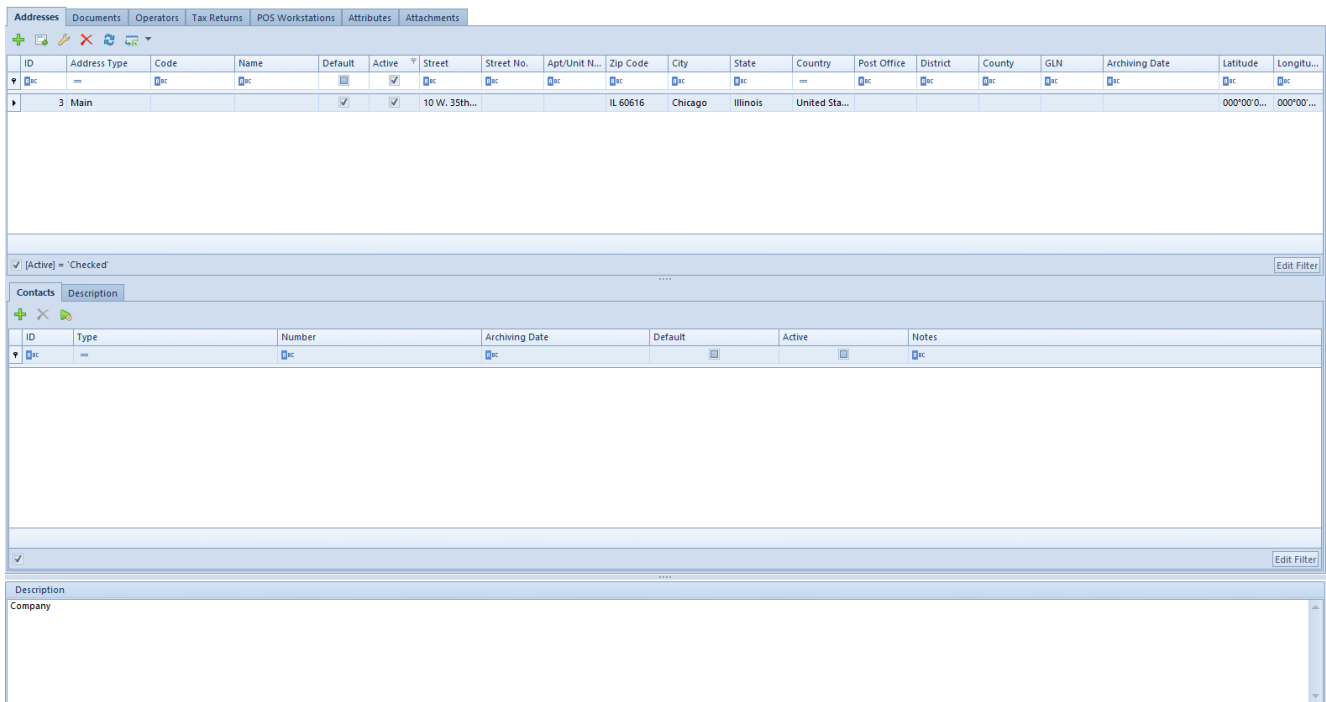 Addresses Documents Operators Tax Returns POS Workstations Attributes Attachments
ID Address Type Code Name Default Active Street Street No. Apt/Unit N... Zip Code City State Country Post Office District County GLN Archiving Date Latitude Longitu...
3 Main 10 W. 35th... IL 60616 Chicago Illinois United Sta... 000°00'0... 000°00'...
[Active] = 'Checked' Edit Filter
Contacts Description
ID Type Number Archiving Date Default Active Notes
Edit Filter
Description
Company